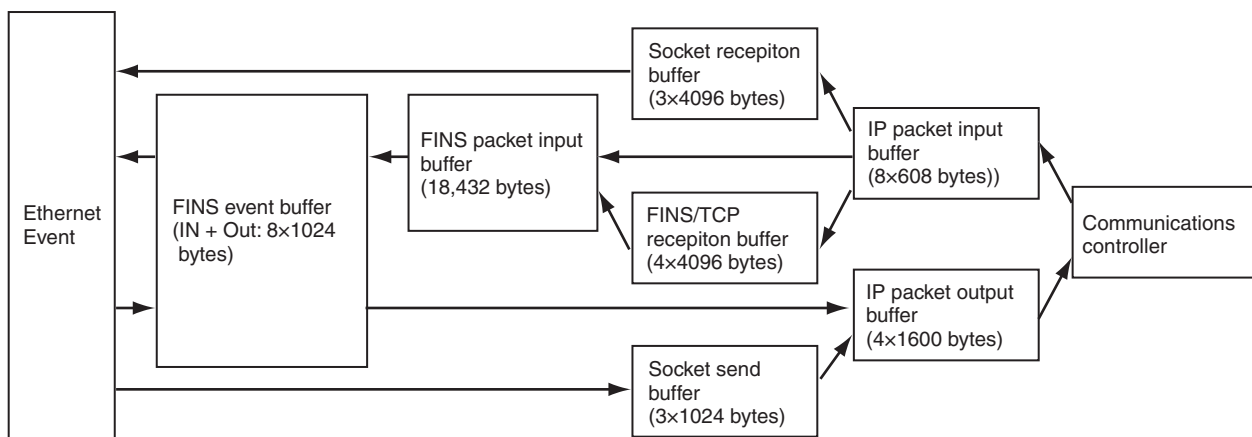 Ethernet
Event
FINS event buffer
(IN + Out: 8×1024
bytes)
FINS packet input
buffer
(18,432 bytes)
Socket recepiton
buffer
(3×4096 bytes)
FINS/TCP
recepiton buffer
(4×4096 bytes)
Socket send
buffer
(3×1024 bytes)
IP packet input
buffer
(8×608 bytes))
IP packet output
buffer
(4×1600 bytes)
Communications
controller